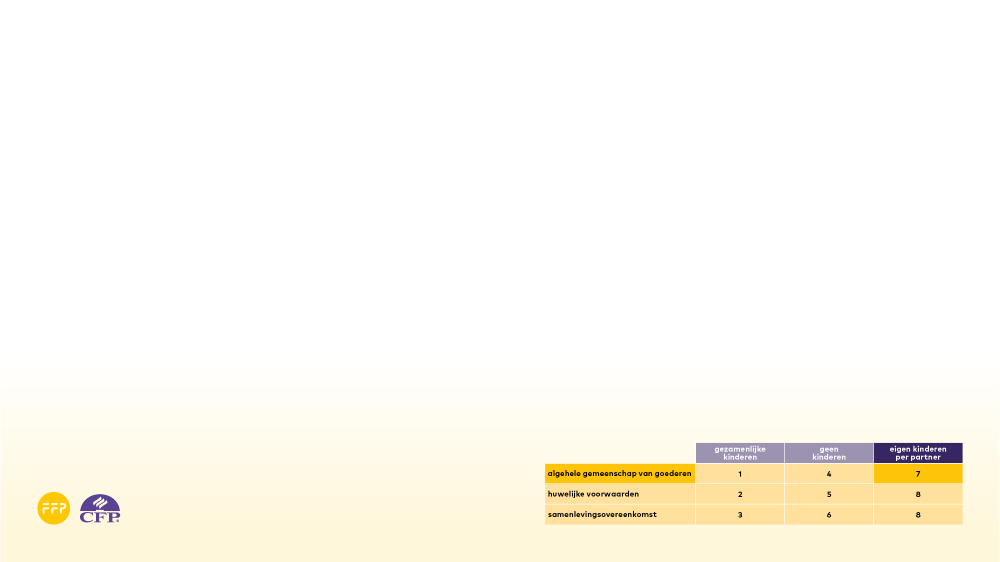 gezamenlijke
kinderen
geen
kinderen
eigen kinderen
per partner
algehele gemeenschap van goederen 1 4 7
huwelijke voorwaarden 2 5 8
samenlevingsovereenkomst 3 6 8
FFP
CFP®